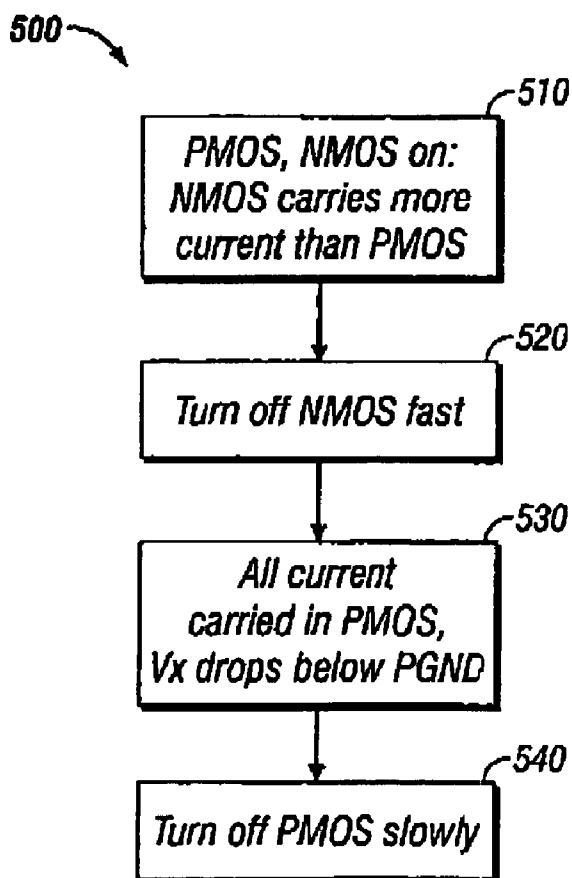 500
510
PMOS, NMOS on:
NMOS carries more
current than PMOS
520
Turn off NMOS fast
530
All current
carried in PMOS,
Vx drops below PGND
540
Turn off PMOS slowly